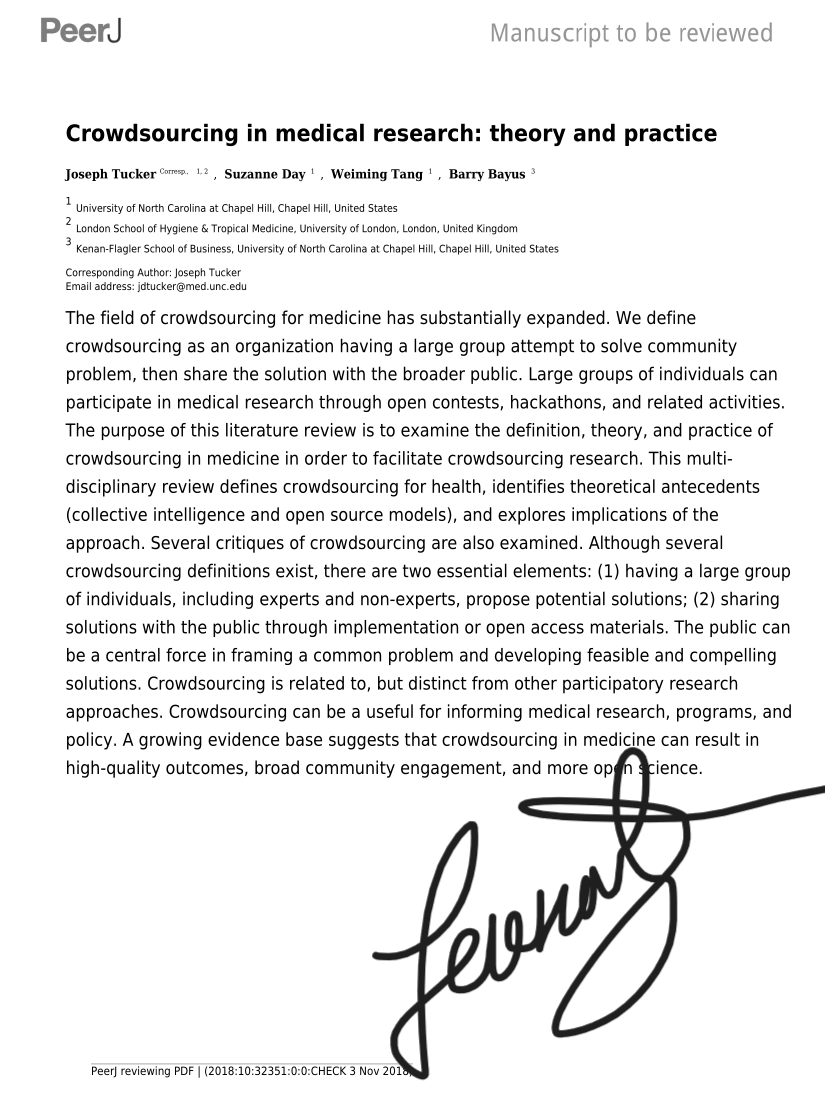 PeerJ
Manuscript to be reviewed
Crowdsourcing in medical research: theory and practice
Joseph Tucker Corresp., 1, 2 , Suzanne Day 1 , Weiming Tang 1 , Barry Bayus 3
1 University of North Carolina at Chapel Hill, Chapel Hill, United States
2 London School of Hygiene & Tropical Medicine, University of London, London, United Kingdom
3 Kenan-Flagler School of Business, University of North Carolina at Chapel Hill, Chapel Hill, United States
Corresponding Author: Joseph Tucker
Email address: jdtucker@med.unc.edu
The field of crowdsourcing for medicine has substantially expanded. We define
crowdsourcing as an organization having a large group attempt to solve community
problem, then share the solution with the broader public. Large groups of individuals can
participate in medical research through open contests, hackathons, and related activities.
The purpose of this literature review is to examine the definition, theory, and practice of
crowdsourcing in medicine in order to facilitate crowdsourcing research. This multi-
disciplinary review defines crowdsourcing for health, identifies theoretical antecedents
(collective intelligence and open source models), and explores implications of the
approach. Several critiques of crowdsourcing are also examined. Although several
crowdsourcing definitions exist, there are two essential elements: (1) having a large group
of individuals, including experts and non-experts, propose potential solutions; (2) sharing
solutions with the public through implementation or open access materials. The public can
be a central force in framing a common problem and developing feasible and compelling
solutions. Crowdsourcing is related to, but distinct from other participatory research
approaches. Crowdsourcing can be a useful for informing medical research, programs, and
policy. A growing evidence base suggests that crowdsourcing in medicine can result in
high-quality outcomes, broad community engagement, and more open science.
PeerJ reviewing PDF | (2018:10:32351:0:0:CHECK 3 Nov 2018)